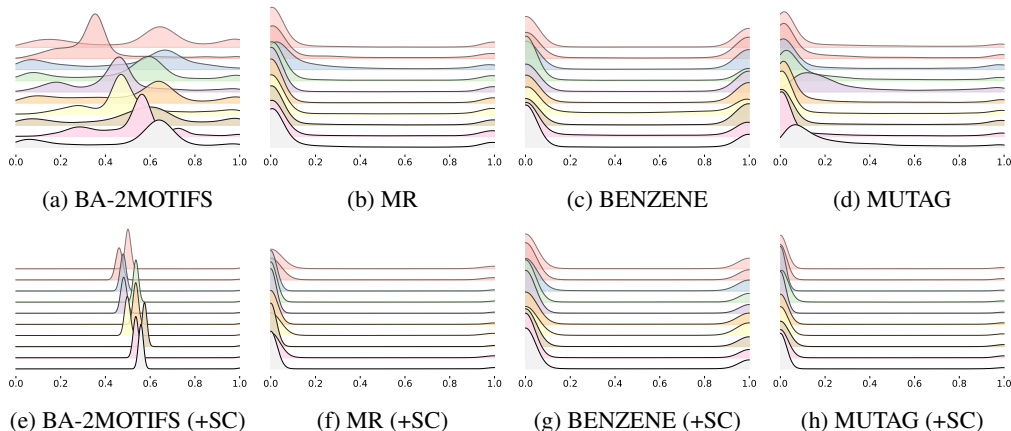 0.0 0.2 0.4 0.6 0.8 1.0 0.0 0.2 0.4 0.6 0.8 1.0 0.0 0.2 0.4 0.6 0.8 1.0 0.0 0.2 0.4 0.6 0.8 1.0
(a) BA-2MOTIFS (b) MR (c) BENZENE (d) MUTAG
0.0 0.2 0.4 0.6 0.8 1.0 0.0 0.2 0.4 0.6 0.8 1.0 0.0 0.2 0.4 0.6 0.8 1.0 0.0 0.2 0.4 0.6 0.8 1.0
(e) BA-2MOTIFS (+SC) (f) MR (+SC) (g) BENZENE (+SC) (h) MUTAG (+SC)